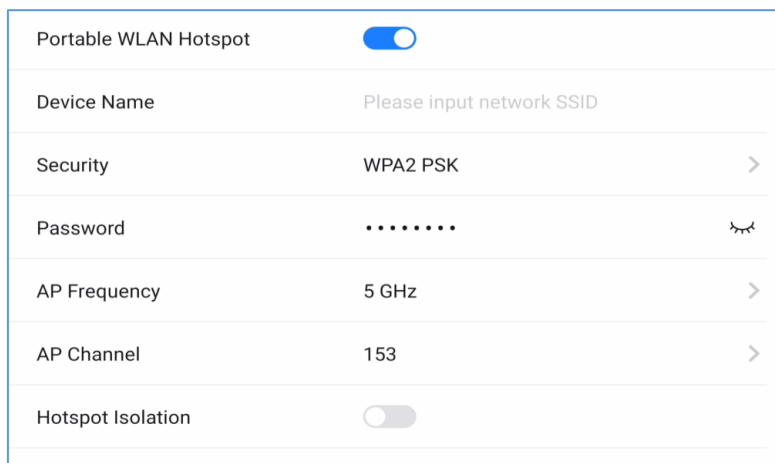 Portable WLAN Hotspot
Device Name Please input network SSID
Security WPA2 PSK
Password ••••••••
AP Frequency 5 GHz
AP Channel 153
Hotspot Isolation